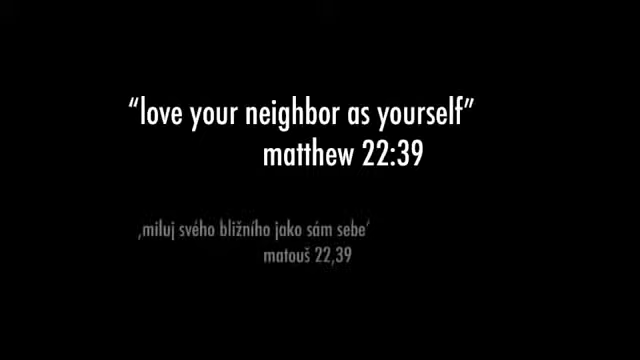 “love your neighbor as yourself”
matthew 22:39
‚miluj svého bližního jako sám sebe‘
matouš 22,39